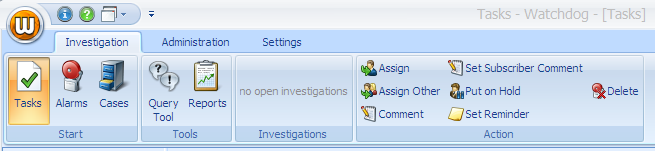 Tasks - Watchdog - [Tasks]
W
Investigation Administration Settings
Tasks Alarms Cases
Start
Query Tool Reports
Tools
no open investigations
Investigations
Assign Set Subscriber Comment
Assign Other Put on Hold Delete
Comment Set Reminder
Action